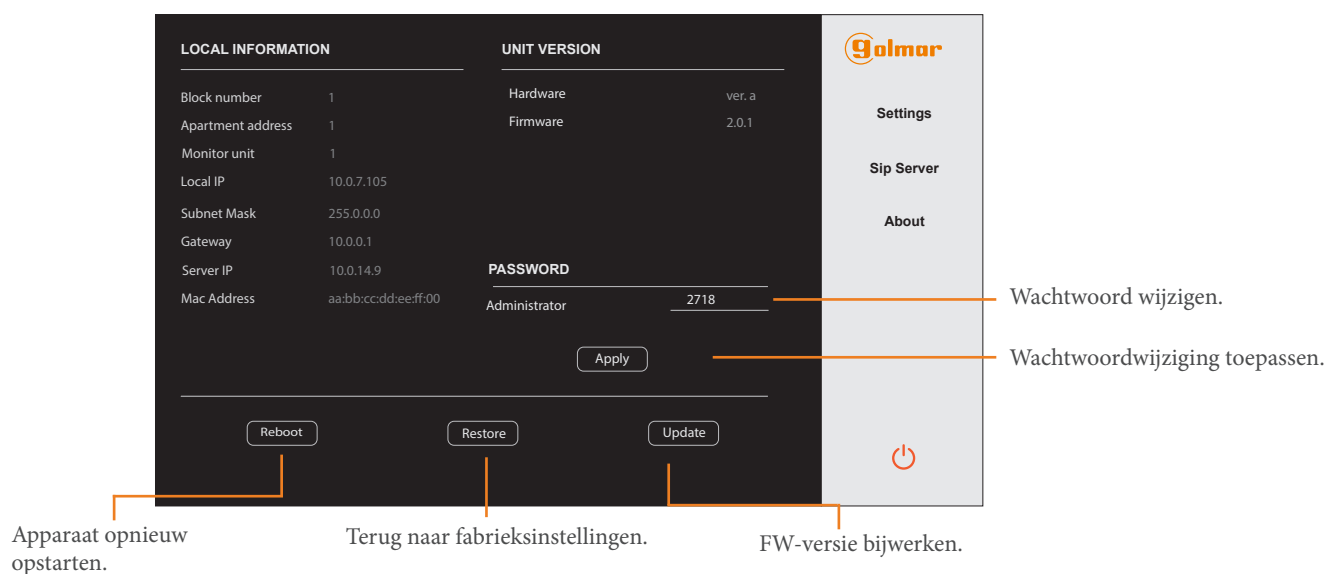 LOCAL INFORMATION
Block number 1
Apartment address 1
Monitor unit 1
Local IP 10.0.7.105
Subnet Mask 255.0.0.0
Gateway 10.0.0.1
Server IP 10.0.14.9
Mac Address aa:bb:cc:dd:ee:ff:00
UNIT VERSION
Hardware ver. a
Firmware 2.0.1
PASSWORD
Administrator 2718
Apply
Reboot
Restore
Update
golmar
Settings
Sip Server
About
Wachtwoord wijzigen.
Wachtwoordwijziging toepassen.
Apparaat opnieuw
opstarten.
Terug naar fabrieksinstellingen.
FW-versie bijwerken.